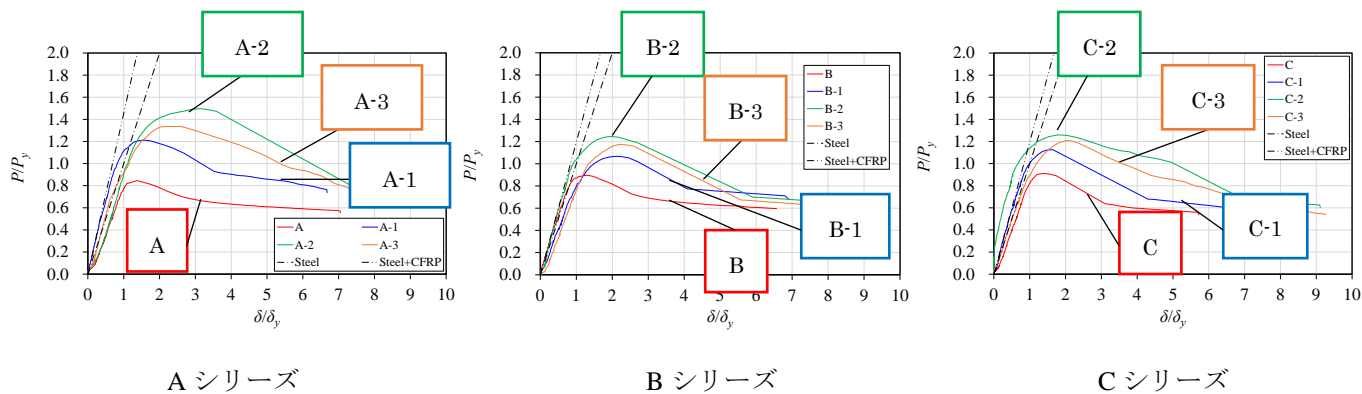 A-2
A-3
A-1
A
2.0
1.8
1.6
1.4
1.2
1.0
0.8
0.6
0.4
0.2
0.0
P/Py
0 1 2 3 4 5 6 7 8 9 10
δ/δy
A A-1
A-2 A-3
Steel Steel+CFRP
A シリーズ
B-2
B-3
B-1
B
2.0
1.8
1.6
1.4
1.2
1.0
0.8
0.6
0.4
0.2
0.0
P/Py
0 1 2 3 4 5 6 7 8 9 10
δ/δy
B
B-1
B-2
B-3
Steel
Steel+CFRP
B シリーズ
C-2
C-3
C-1
C
2.0
1.8
1.6
1.4
1.2
1.0
0.8
0.6
0.4
0.2
0.0
P/Py
0 1 2 3 4 5 6 7 8 9 10
δ/δy
C
C-1
C-2
C-3
Steel
Steel+CFRP
C シリーズ